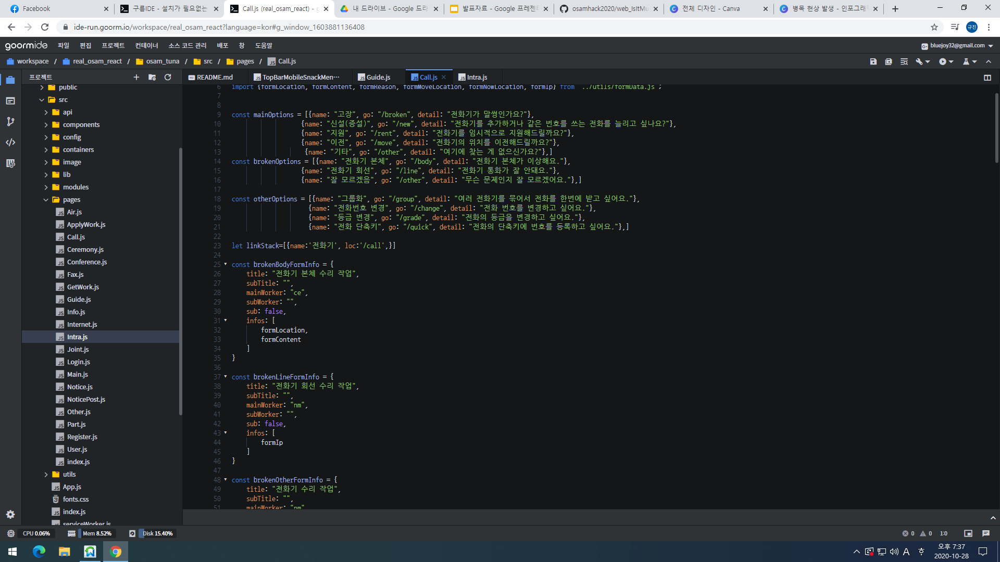 Facebook
구름IDE - 설치가 필요없는
Call.js (real_osam_react) - g
내 드라이브 - Google 드라
발표자료 - Google 프레젠테
osamhack2020/web_IsItMu
전체 디자인 - Canva
병목 현상 발생 - 인포그래픽
ide-run.goorm.io/workspace/real_osam_react?language=kor#g_window_1603881136408
규진
goormide 파일 편집 프로젝트 컨테이너 소스 코드 관리 배포 창 도움말
bluejoy32@gmail.com
workspace / real_osam_react / osam_tuna / src / pages / Call.js
프로젝트
README.md
TopBarMobileSnackMen···
Guide.js
Call.js
Intra.js
public
src
api
components
config
containers
image
lib
modules
pages
Air.js
ApplyWork.js
Call.js
Ceremony.js
Conference.js
Fax.js
GetWork.js
Guide.js
Info.js
Internet.js
Intra.js
Joint.js
Login.js
Main.js
Notice.js
NoticePost.js
Other.js
Part.js
Register.js
User.js
index.js
utils
App.js
fonts.css
index.js
serviceWorker.js
6 import {formLocation, formContent, formReason, formMoveLocation, formNowLocation, formIp} from '../utils/formData.js';
7
8
9 const mainOptions = [{name: "고장", go: "/broken", detail: "전화기가 말썽인가요?"},
10 {name: "신설(증설)", go: "/new", detail: "전화기를 추가하거나 같은 번호를 쓰는 전화를 늘리고 싶나요?"},
11 {name: "지원", go: "/rent", detail: "전화기를 임시적으로 지원해드릴까요?"},
12 {name: "이전", go: "/move", detail: "전화기의 위치를 이전해드릴까요?"},
13 {name: "기타", go: "/other", detail: "여기에 찾는 게 없으신가요?"},]
14 const brokenOptions = [{name: "전화기 본체", go: "/body", detail: "전화기 본체가 이상해요."},
15 {name: "전화기 회선", go: "/line", detail: "전화기 통화가 잘 안돼요."},
16 {name: "잘 모르겠음", go: "/other", detail: "무슨 문제인지 잘 모르겠어요."},]
17
18 const otherOptions = [{name: "그룹화", go: "/group", detail: "여러 전화기를 묶어서 전화를 한번에 받고 싶어요."},
19 {name: "전화번호 변경", go: "/change", detail: "전화 번호를 변경하고 싶어요."},
20 {name: "등급 변경", go: "/grade", detail: "전화의 등급을 변경하고 싶어요."},
21 {name: "전화 단축키", go: "/quick", detail: "전화의 단축키에 번호를 등록하고 싶어요."},]
22
23 let linkStack=[{name:'전화기', loc:'/call',}]
24
25 const brokenBodyFormInfo = {
26 title: "전화기 본체 수리 작업",
27 subTitle: "",
28 mainWorker: "ce",
29 subWorker: "",
30 sub: false,
31 infos: [
32 formLocation,
33 formContent
34 ]
35 }
36
37 const brokenLineFormInfo = {
38 title: "전화기 회선 수리 작업",
39 subTitle: "",
40 mainWorker: "nm",
41 subWorker: "",
42 sub: false,
43 infos: [
44 formIp
45 ]
46 }
47
48 const brokenOtherFormInfo = {
49 title: "전화기 수리 작업",
50 subTitle: "",
51 mainWorker: "nm"
CPU 0.06% Mem 8.52% Disk 15.40%
0 0 1:0
A 오후 7:37
2020-10-28